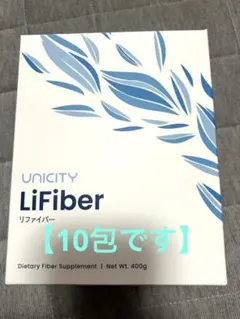 UNICITY
LiFiber
リファイバー
【10包です】
Dietary Fiber Supplement | Net Wt. 400g